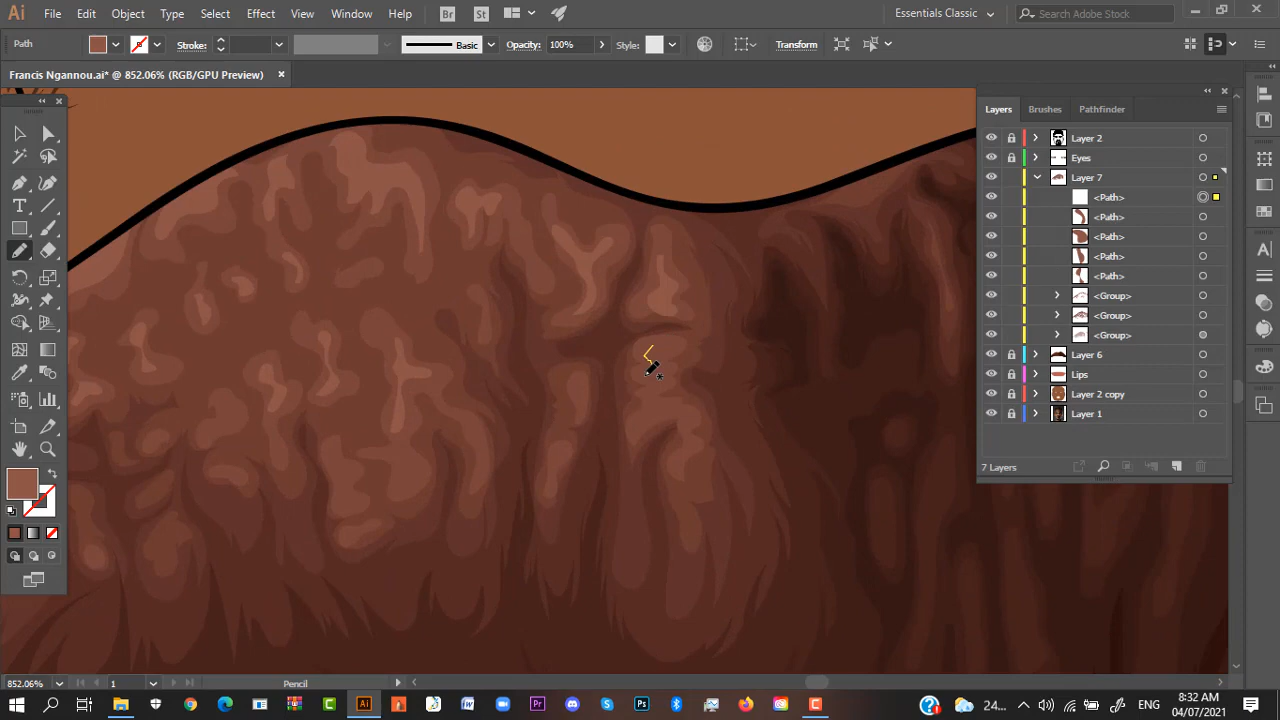 Ai File Edit Object Type Select Effect View Window Help Br St Essentials Classic Search Adobe Stock
Path Stroke: Basic Opacity: 100% Style: Transform
Francis Ngannou.ai* @ 852.06% (RGB/GPU Preview)
Layers Brushes Pathfinder
Layer 2
Eyes
Layer 7
<Path>
<Path>
<Path>
<Path>
<Path>
<Group>
<Group>
<Group>
Layer 6
Lips
Layer 2 copy
Layer 1
7 Layers
852.06% 1 Pencil
8:32 AM
24... ENG
04/07/2021